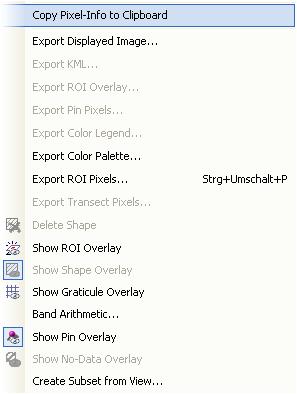 Copy Pixel-Info to Clipboard
Export Displayed Image...
Export KML...
Export ROI Overlay...
Export Pin Pixels...
Export Color Legend...
Export Color Palette...
Export ROI Pixels... Strg+Umschalt+P
Export Transect Pixels...
Delete Shape
Show ROI Overlay
Show Shape Overlay
Show Graticule Overlay
Band Arithmetic...
Show Pin Overlay
Show No-Data Overlay
Create Subset from View...